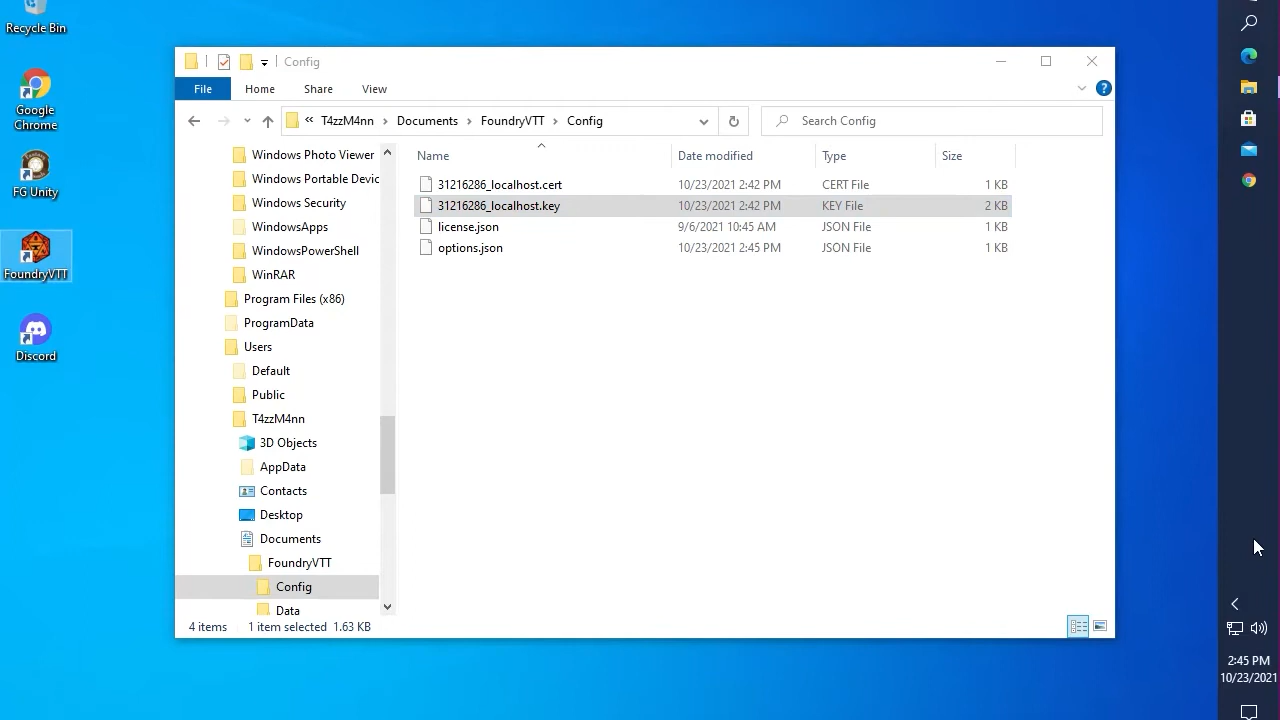 Recycle Bin
Google
Chrome
FG Unity
FoundryVTT
Discord
Config
File Home Share View
?
« T4zzM4nn > Documents > FoundryVTT > Config
Search Config
Windows Photo Viewer
Windows Portable Devic
Windows Security
WindowsApps
WindowsPowerShell
WinRAR
Program Files (x86)
ProgramData
Users
Default
Public
T4zzM4nn
3D Objects
AppData
Contacts
Desktop
Documents
FoundryVTT
Config
Data
Name Date modified Type Size
31216286_localhost.cert 10/23/2021 2:42 PM CERT File 1 KB
31216286_localhost.key 10/23/2021 2:42 PM KEY File 2 KB
license.json 9/6/2021 10:45 AM JSON File 1 KB
options.json 10/23/2021 2:45 PM JSON File 1 KB
4 items 1 item selected 1.63 KB
2:45 PM
10/23/2021